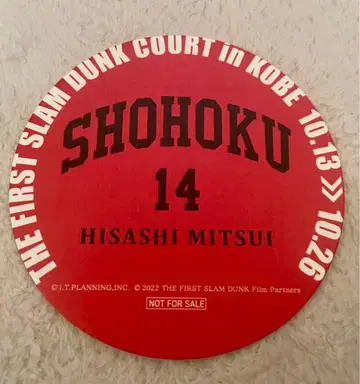 THE FIRST SLAM DUNK COURT in KOBE 10.13 >> 10.26
SHOHOKU
14
HISASHI MITSUI
© I.T.PLANNING,INC. © 2022 THE FIRST SLAM DUNK Film Partners
NOT FOR SALE